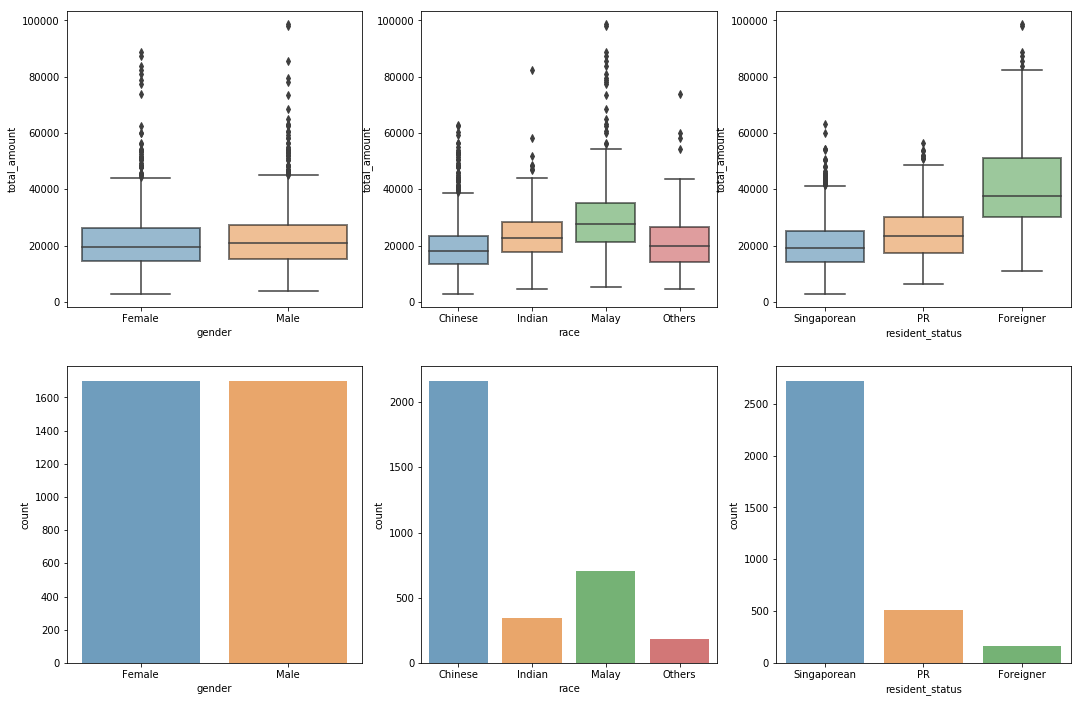 100000
80000
60000
40000
20000
0
total_amount
Female Male
gender
100000
80000
60000
40000
20000
0
total_amount
Chinese Indian Malay Others
race
100000
80000
60000
40000
20000
0
total_amount
Singaporean PR Foreigner
resident_status
1600
1400
1200
1000
800
600
400
200
0
count
Female Male
gender
2000
1500
1000
500
0
count
Chinese Indian Malay Others
race
2500
2000
1500
1000
500
0
count
Singaporean PR Foreigner
resident_status